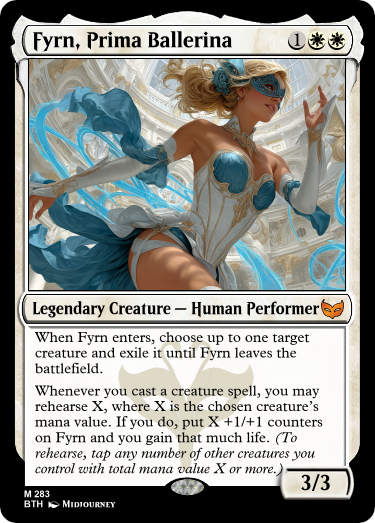 Fyrn, Prima Ballerina 1
Legendary Creature — Human Performer
When Fyrn enters, choose up to one target
creature and exile it until Fyrn leaves the
battlefield.
Whenever you cast a creature spell, you may
rehearse X, where X is the chosen creature's
mana value. If you do, put X +1/+1 counters
on Fyrn and you gain that much life. (To
rehearse, tap any number of other creatures you
control with total mana value X or more.)
3/3
M 283
BTH Midjourney